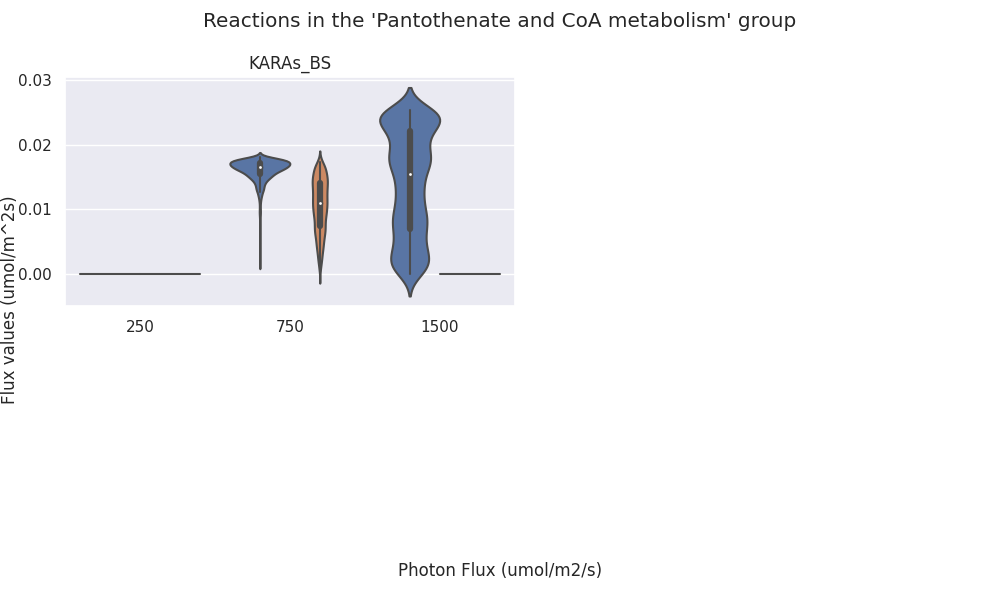 Reactions in the 'Pantothenate and CoA metabolism' group
KARAs_BS
0.03
0.02
0.01
0.00
250 750 1500
Flux values (umol/m^2s)
Photon Flux (umol/m2/s)